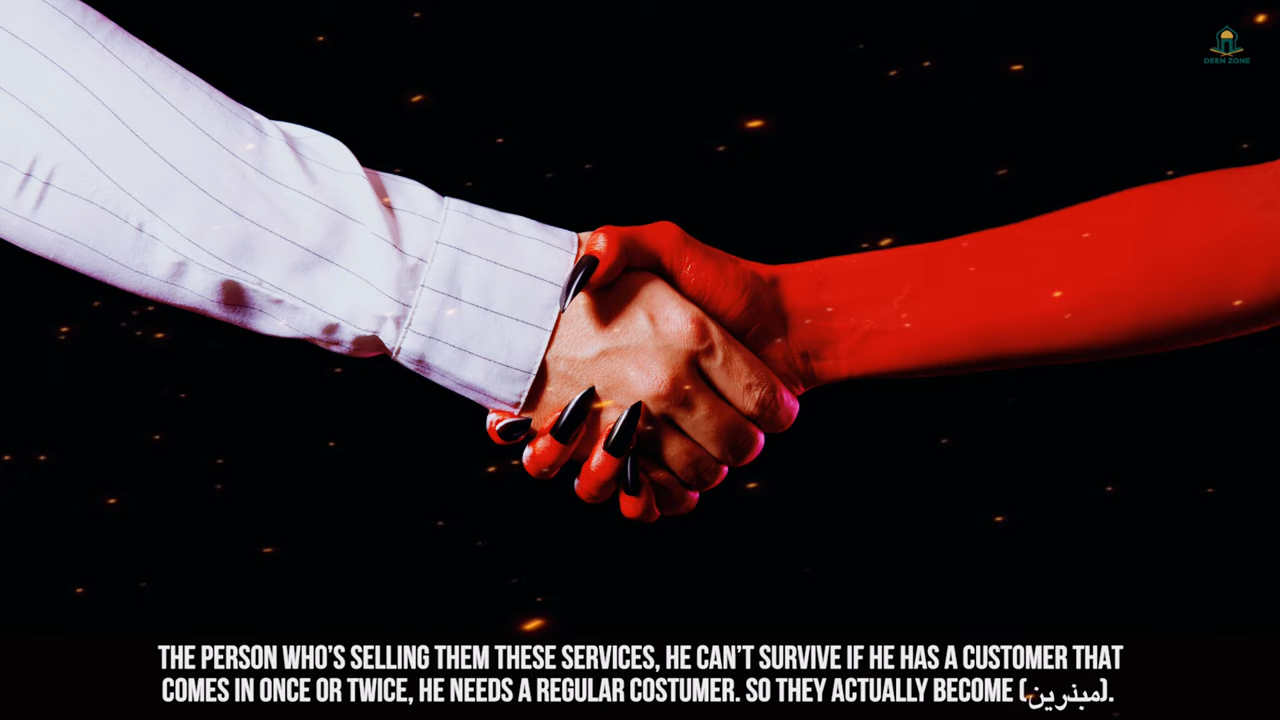 DEEN ZONE
THE PERSON WHO'S SELLING THEM THESE SERVICES, HE CAN'T SURVIVE IF HE HAS A CUSTOMER THAT
COMES IN ONCE OR TWICE, HE NEEDS A REGULAR COSTUMER. SO THEY ACTUALLY BECOME (مبذرين).